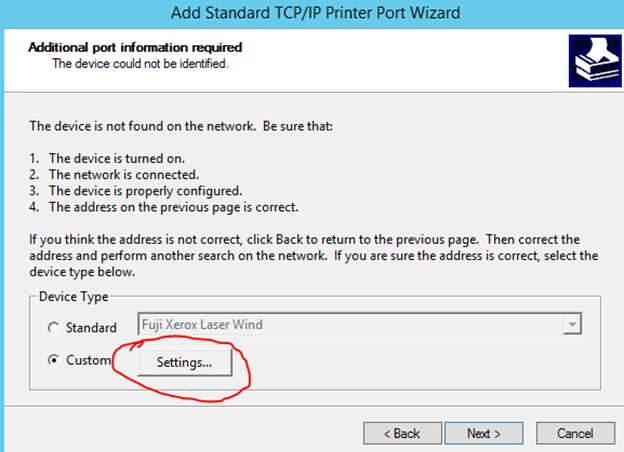 Add Standard TCP/IP Printer Port Wizard
Additional port information required
The device could not be identified.
The device is not found on the network.  Be sure that:
1.  The device is turned on.
2.  The network is connected.
3.  The device is properly configured.
4.  The address on the previous page is correct.
If you think the address is not correct, click Back to return to the previous page.  Then correct the
address and perform another search on the network.  If you are sure the address is correct, select the
device type below.
Device Type
Standard
Fuji Xerox Laser Wind
Custom
Settings...
< Back
Next >
Cancel